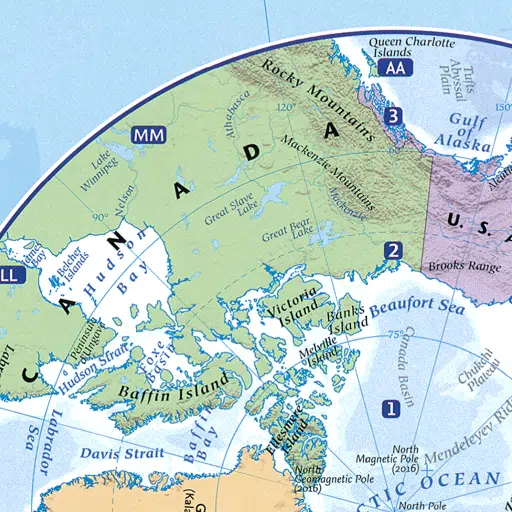 Queen Charlotte
Islands
AA
Tufts
Abyssal
Plain
Rocky Mountains
120°
3
150°
Gulf
of
Alaska
Athabasca
MM
CANADA
Lake
Winnipeg
Nelson
90°
Mackenzie Mountains
60°
Mackenzie
Great Slave
Lake
Great Bear
Lake
U.S.A
2
Brooks Range
LL
Belcher
Islands
Hudson
Bay
Victoria
Island
Banks
Island
Beaufort Sea
Melville
Island
75°
Canada Basin
Chukchi
Plateau
Peninsule
d'Ungava
Hudson Strait
Foxe
Basin
Baffin Island
Labrador
Sea
Baffin
Bay
Davis Strait
Ellesmere
Island
1
North
Magnetic Pole
(2016)
Mendeleyev Rid
North
Geomagnetic Pole
(2016)
CTIC OCEAN
North Pole